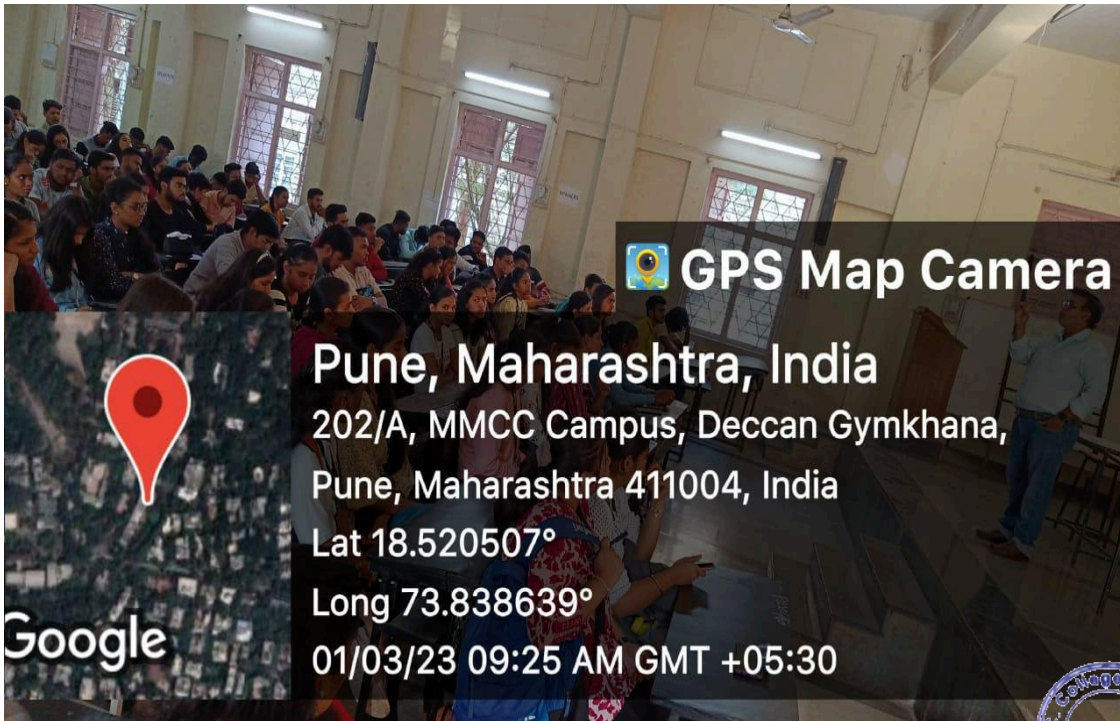 GPS Map Camera
Pune, Maharashtra, India
202/A, MMCC Campus, Deccan Gymkhana,
Pune, Maharashtra 411004, India
Lat 18.520507°
Long 73.838639°
01/03/23 09:25 AM GMT +05:30
Google
College